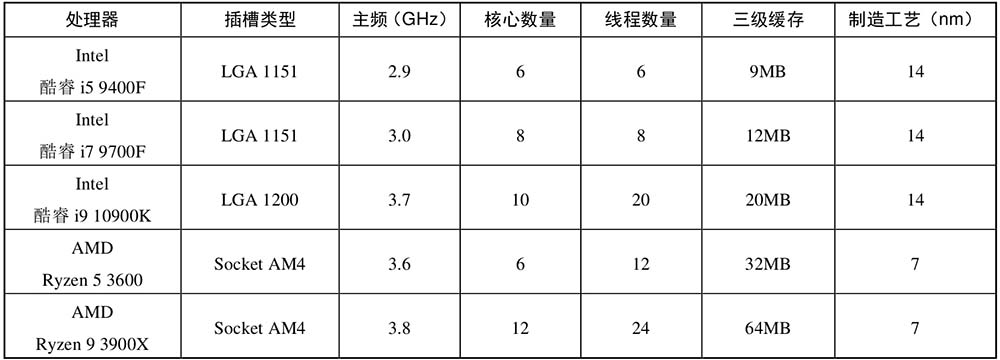 处理器 插槽类型 主频（GHz） 核心数量 线程数量 三级缓存 制造工艺（nm）
Intel
酷睿 i5 9400F LGA 1151 2.9 6 6 9MB 14
Intel
酷睿 i7 9700F LGA 1151 3.0 8 8 12MB 14
Intel
酷睿 i9 10900K LGA 1200 3.7 10 20 20MB 14
AMD
Ryzen 5 3600 Socket AM4 3.6 6 12 32MB 7
AMD
Ryzen 9 3900X Socket AM4 3.8 12 24 64MB 7